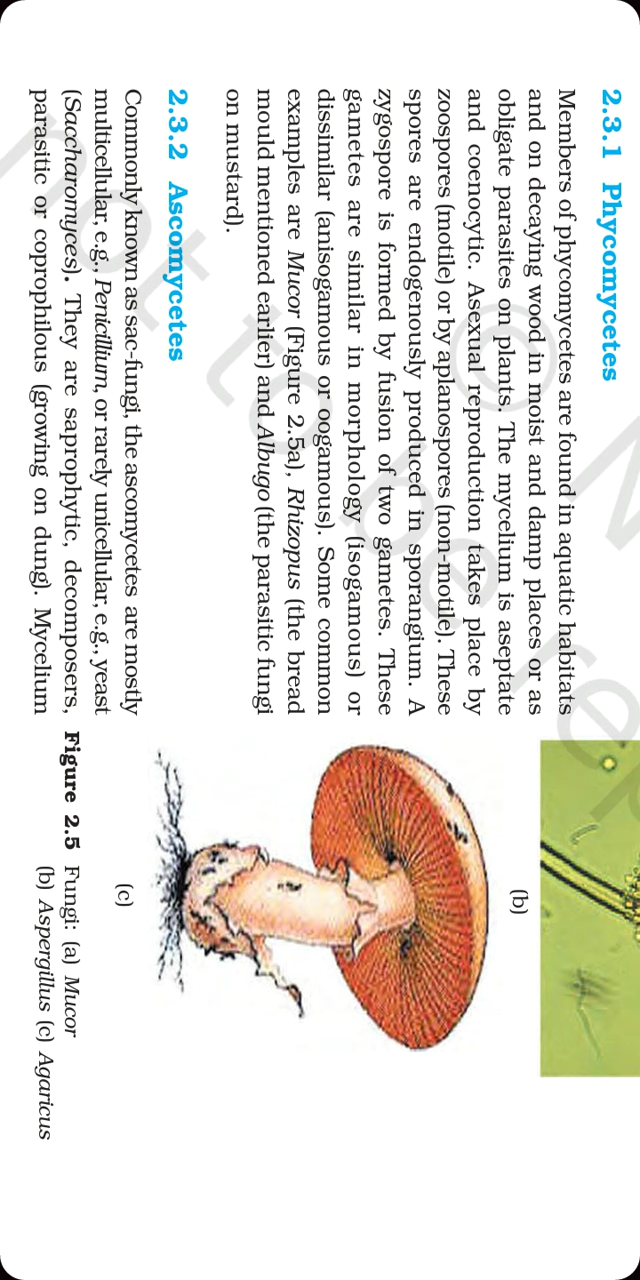 2.3.1 Phycomycetes
Members of phycomycetes are found in aquatic habitats
and on decaying wood in moist and damp places or as
obligate parasites on plants. The mycelium is aseptate
and coenocytic. Asexual reproduction takes place by
zoospores (motile) or by aplanospores (non-motile). These
spores are endogenously produced in sporangium. A
zygospore is formed by fusion of two gametes. These
gametes are similar in morphology (isogamous) or
dissimilar (anisogamous or oogamous). Some common
examples are Mucor (Figure 2.5a), Rhizopus (the bread
mould mentioned earlier) and Albugo (the parasitic fungi
on mustard).
2.3.2 Ascomycetes
Commonly known as sac-fungi, the ascomycetes are mostly
multicellular, e.g., Penicillium, or rarely unicellular, e.g., yeast
(Saccharomyces). They are saprophytic, decomposers,
parasitic or coprophilous (growing on dung). Mycelium
(b)
(c)
Figure 2.5 Fungi: (a) Mucor
(b) Aspergillus (c) Agaricus
© N
not to be rep